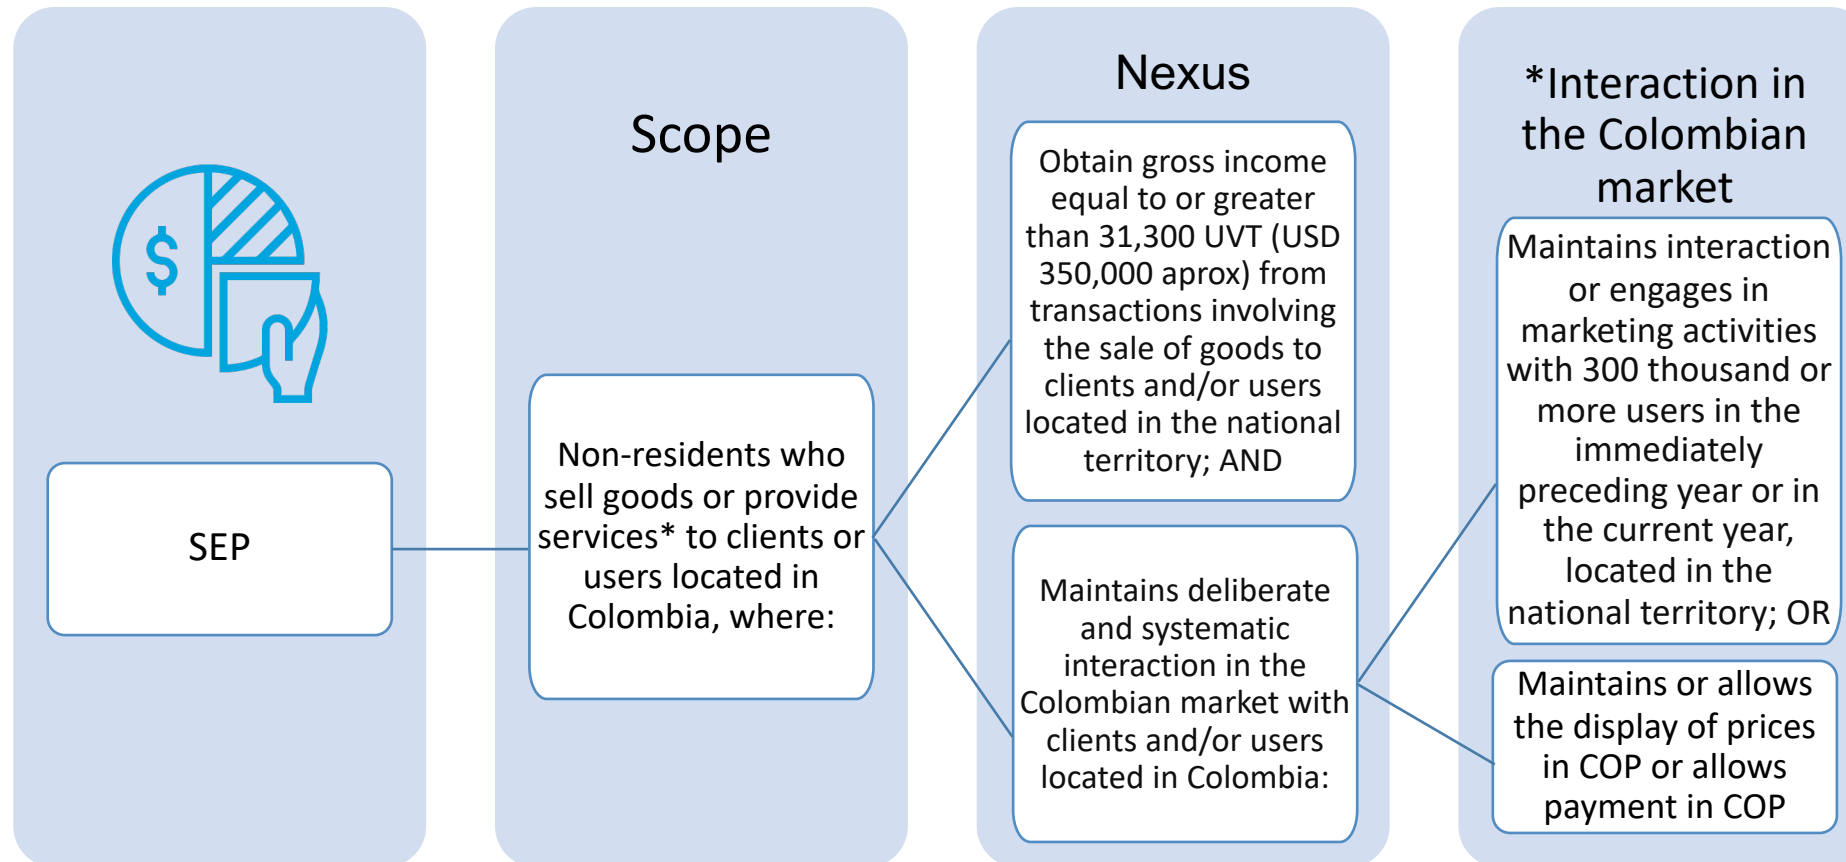 $
SEP
Scope
Non-residents who
sell goods or provide
services* to clients or
users located in
Colombia, where:
Nexus
Obtain gross income
equal to or greater
than 31,300 UVT (USD
350,000 aprox) from
transactions involving
the sale of goods to
clients and/or users
located in the national
territory; AND
Maintains deliberate
and systematic
interaction in the
Colombian market with
clients and/or users
located in Colombia:
*Interaction in
the Colombian
market
Maintains interaction
or engages in
marketing activities
with 300 thousand or
more users in the
immediately
preceding year or in
the current year,
located in the
national territory; OR
Maintains or allows
the display of prices
in COP or allows
payment in COP